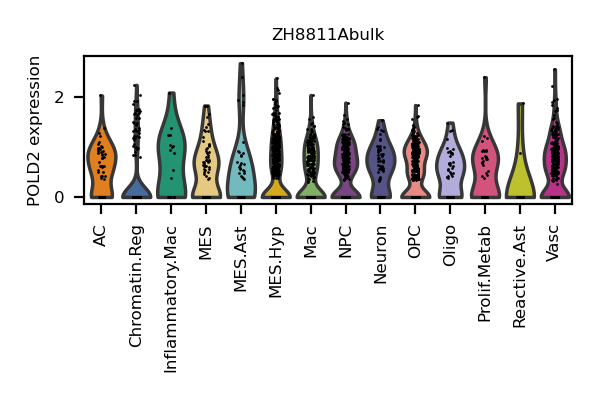 ZH8811Abulk
POLD2 expression
2
0
AC
Chromatin.Reg
Inflammatory.Mac
MES
MES.Ast
MES.Hyp
Mac
NPC
Neuron
OPC
Oligo
Prolif.Metab
Reactive.Ast
Vasc